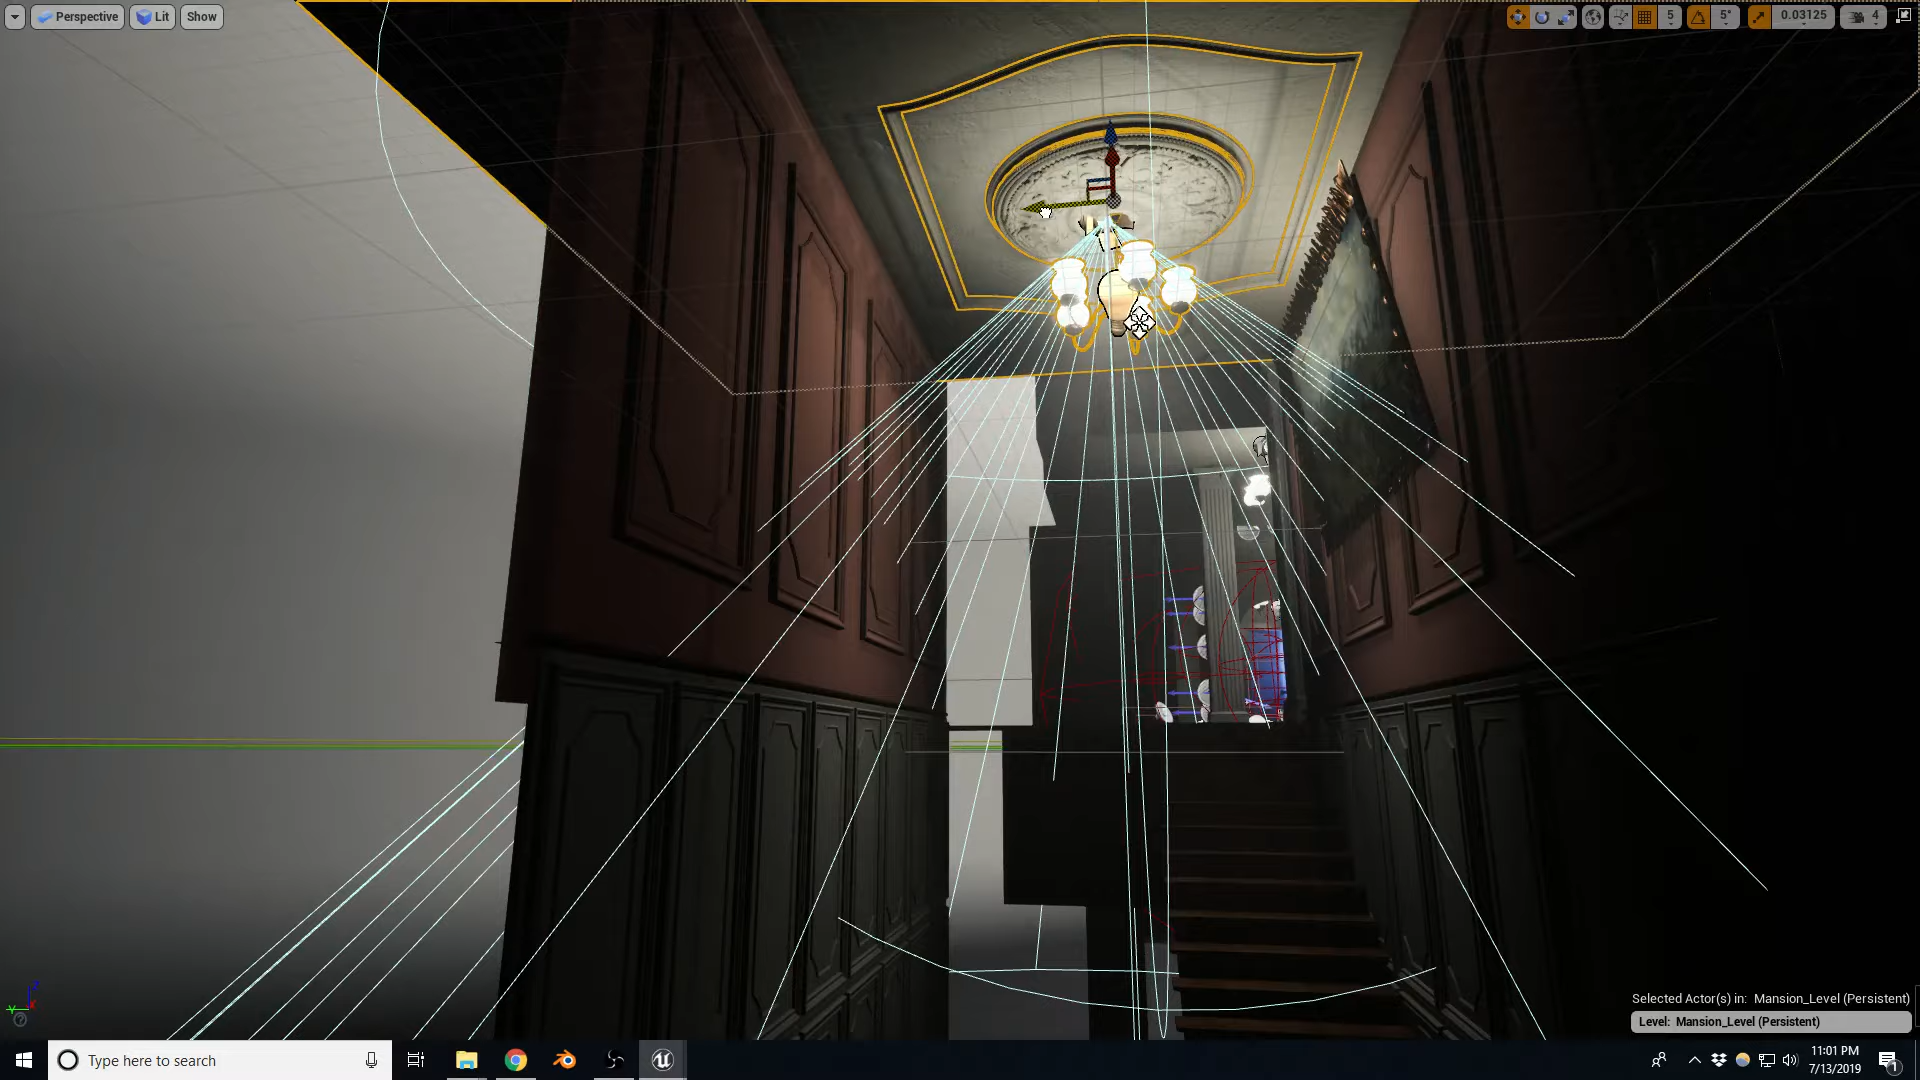 Perspective
Lit
Show
5
5°
0.03125
4
Z
Y
X
Selected Actor(s) in: Mansion_Level (Persistent)
Level: Mansion_Level (Persistent)
Type here to search
11:01 PM
7/13/2019
1